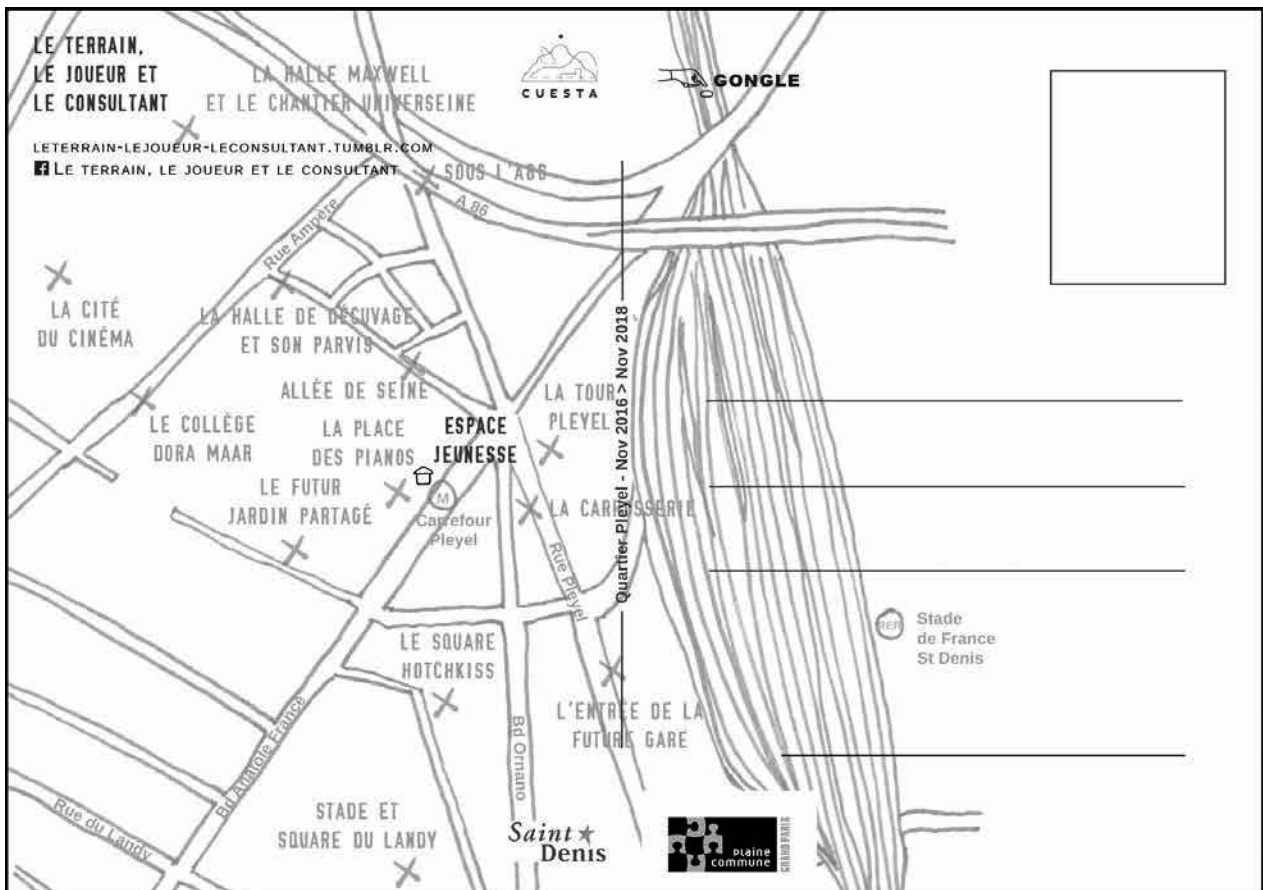 LE TERRAIN,
LE JOUEUR ET
LE CONSULTANT
LETERRAIN-LEJOUEUR-LECONSULTANT.TUMBLR.COM
LE TERRAIN, LE JOUEUR ET LE CONSULTANT
CUESTA
GONGLE
LA HALLE MAXWELL
ET LE CHANTIER UNIVERSEINE
SOUS L'A86
A 86
Rue Ampère
LA CITÉ
DU CINÉMA
LA HALLE DE DÉCUVAGE
ET SON PARVIS
ALLÉE DE SEINE
LE COLLÈGE
DORA MAAR
LA PLACE
DES PIANOS
ESPACE
JEUNESSE
LA TOUR
PLEYEL
Quartier Pleyel - Nov 2016 > Nov 2018
LE FUTUR
JARDIN PARTAGÉ
M
Carrefour
Pleyel
LA CARROSSERIE
Rue Pleyel
RER
Stade
de France
St Denis
LE SQUARE
HOTCHKISS
L'ENTRÉE DE LA
FUTURE GARE
Bd Anatole France
Bd Ornano
Rue du Landy
STADE ET
SQUARE DU LANDY
Saint
Denis
PLAINE
COMMUNE
GRAND PARIS